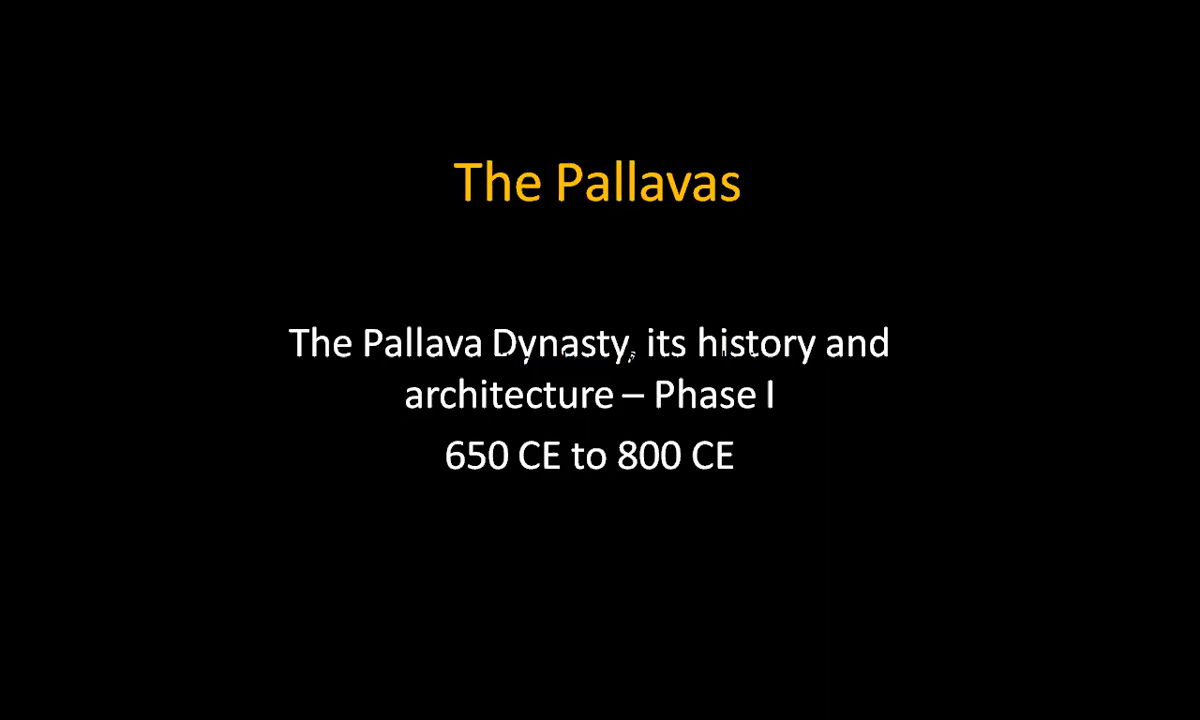 The Pallavas
The Pallava Dynasty, its history and
architecture – Phase I
650 CE to 800 CE